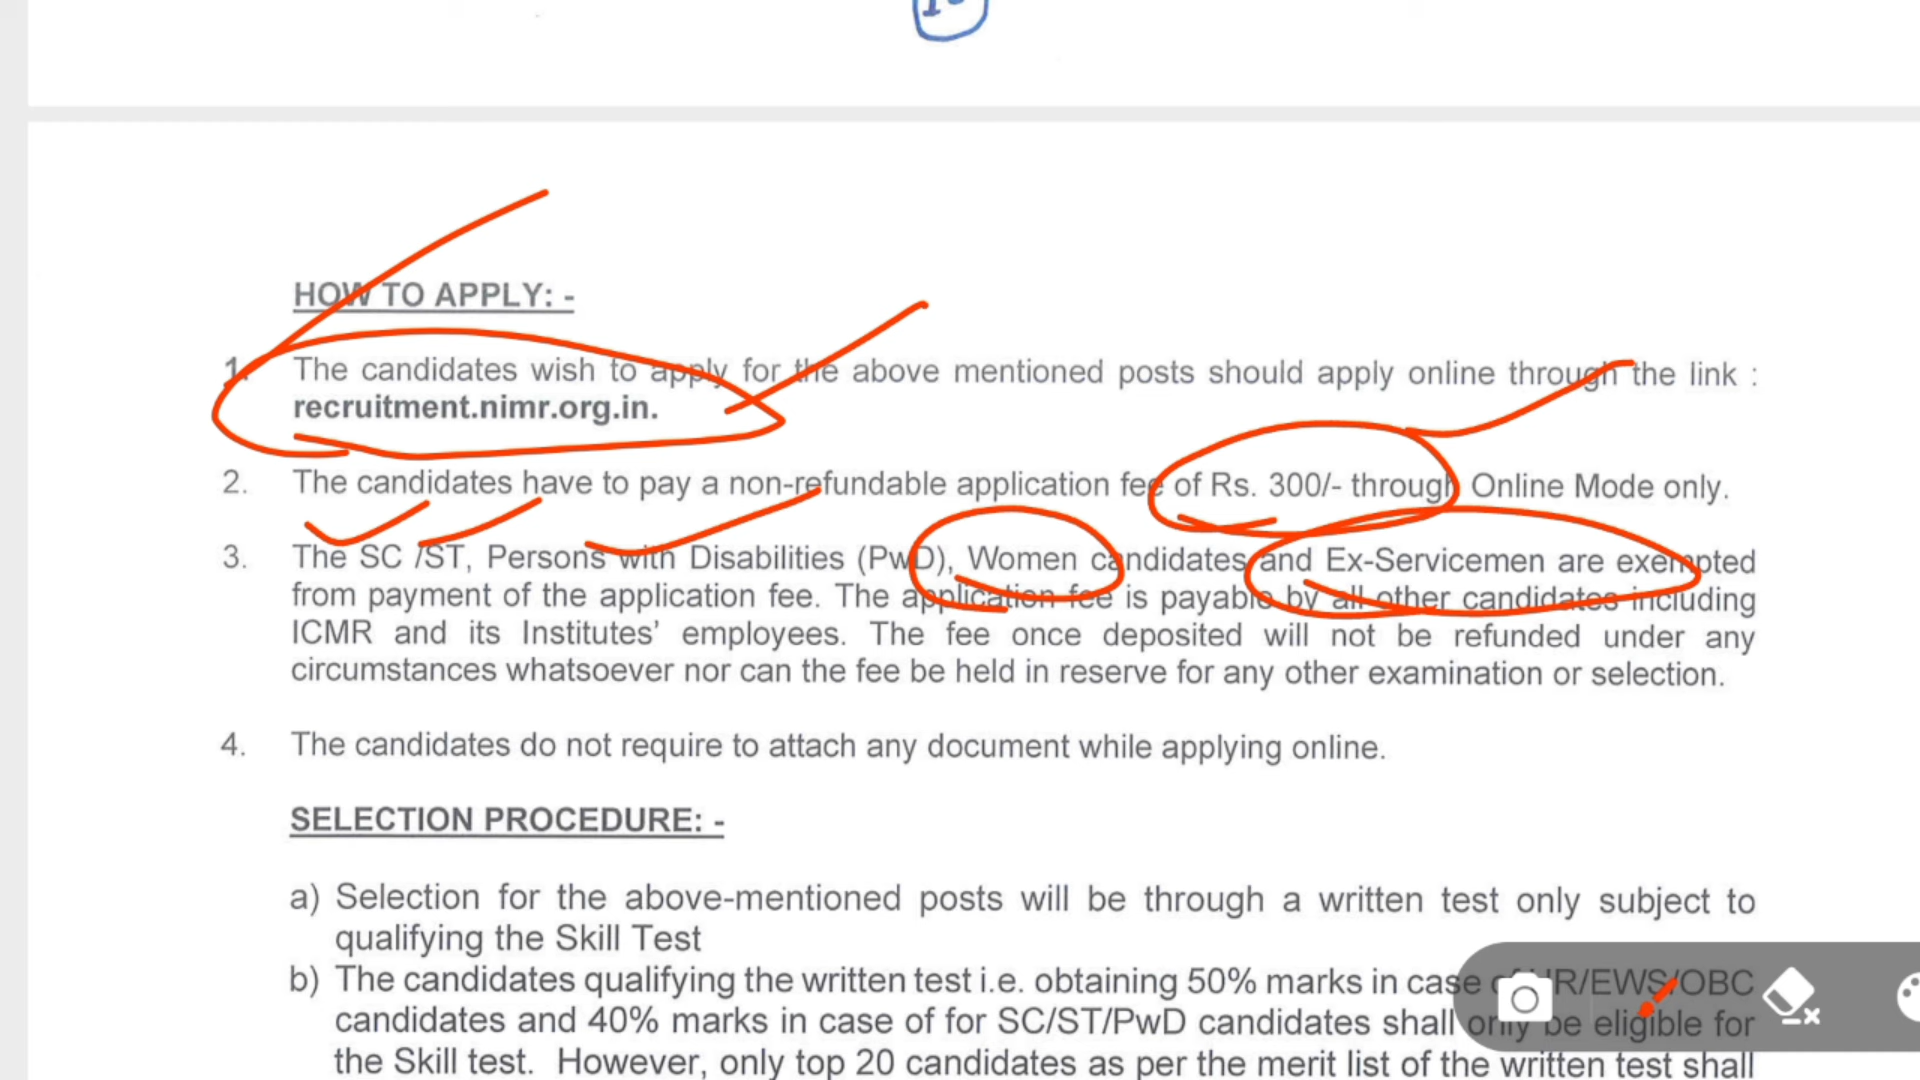 HOW TO APPLY: -
1. The candidates wish to apply for the above mentioned posts should apply online through the link :
recruitment.nimr.org.in.
2. The candidates have to pay a non-refundable application fee of Rs. 300/- through Online Mode only.
3. The SC /ST, Persons with Disabilities (PwD), Women candidates and Ex-Servicemen are exempted
from payment of the application fee. The application fee is payable by all other candidates including
ICMR and its Institutes' employees. The fee once deposited will not be refunded under any
circumstances whatsoever nor can the fee be held in reserve for any other examination or selection.
4. The candidates do not require to attach any document while applying online.
SELECTION PROCEDURE: -
a) Selection for the above-mentioned posts will be through a written test only subject to
qualifying the Skill Test
b) The candidates qualifying the written test i.e. obtaining 50% marks in case of UR/EWS/OBC
candidates and 40% marks in case of for SC/ST/PwD candidates shall only be eligible for
the Skill test. However, only top 20 candidates as per the merit list of the written test shall